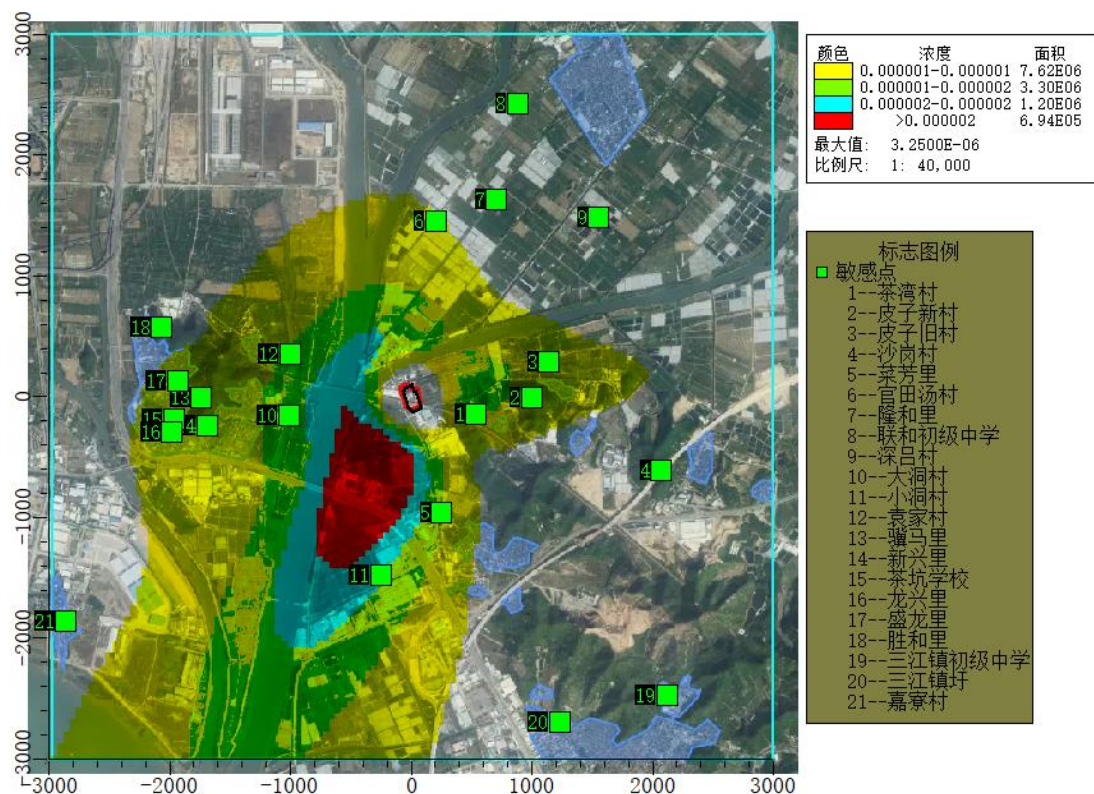 颜色 浓度 面积
0.000001-0.000001 7.62E06
0.000001-0.000002 3.30E06
0.000002-0.000002 1.20E06
>0.000002 6.94E05
最大值: 3.2500E-06
比例尺: 1: 40,000
标志图例
敏感点
1--茶湾村
2--皮子新村
3--皮子旧村
4--沙岗村
5--菜芳里
6--官田汤村
7--隆和里
8--联和初级中学
9--深吕村
10--大洞村
11--小洞村
12--袁家村
13--骥马里
14--新兴里
15--茶坑学校
16--龙兴里
17--盛龙里
18--胜和里
19--三江镇初级中学
20--三江镇圩
21--嘉寮村
3000
2000
1000
0
-1000
-2000
-3000
8
7
9
6
18
12
3
17
13
2
10
1
15
14
16
4
5
11
21
19
20
-3000 -2000 -1000 0 1000 2000 3000